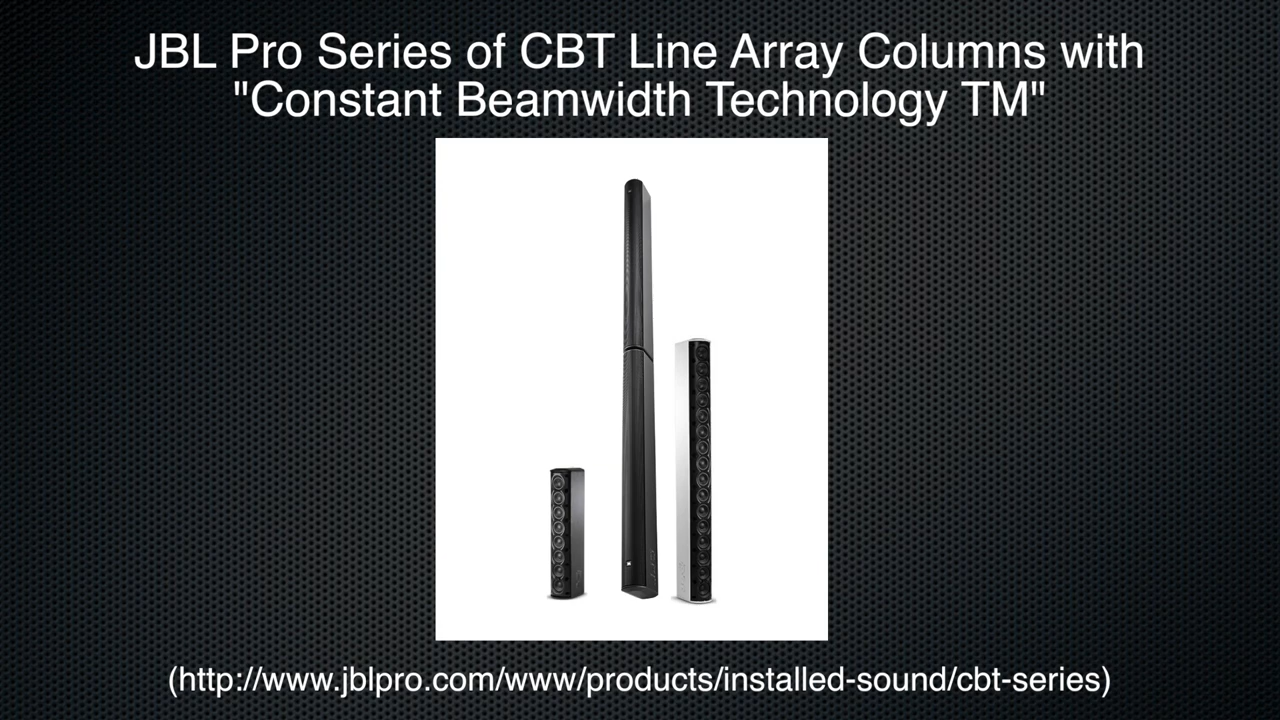 JBL Pro Series of CBT Line Array Columns with
"Constant Beamwidth Technology TM"
(http://www.jblpro.com/www/products/installed-sound/cbt-series)